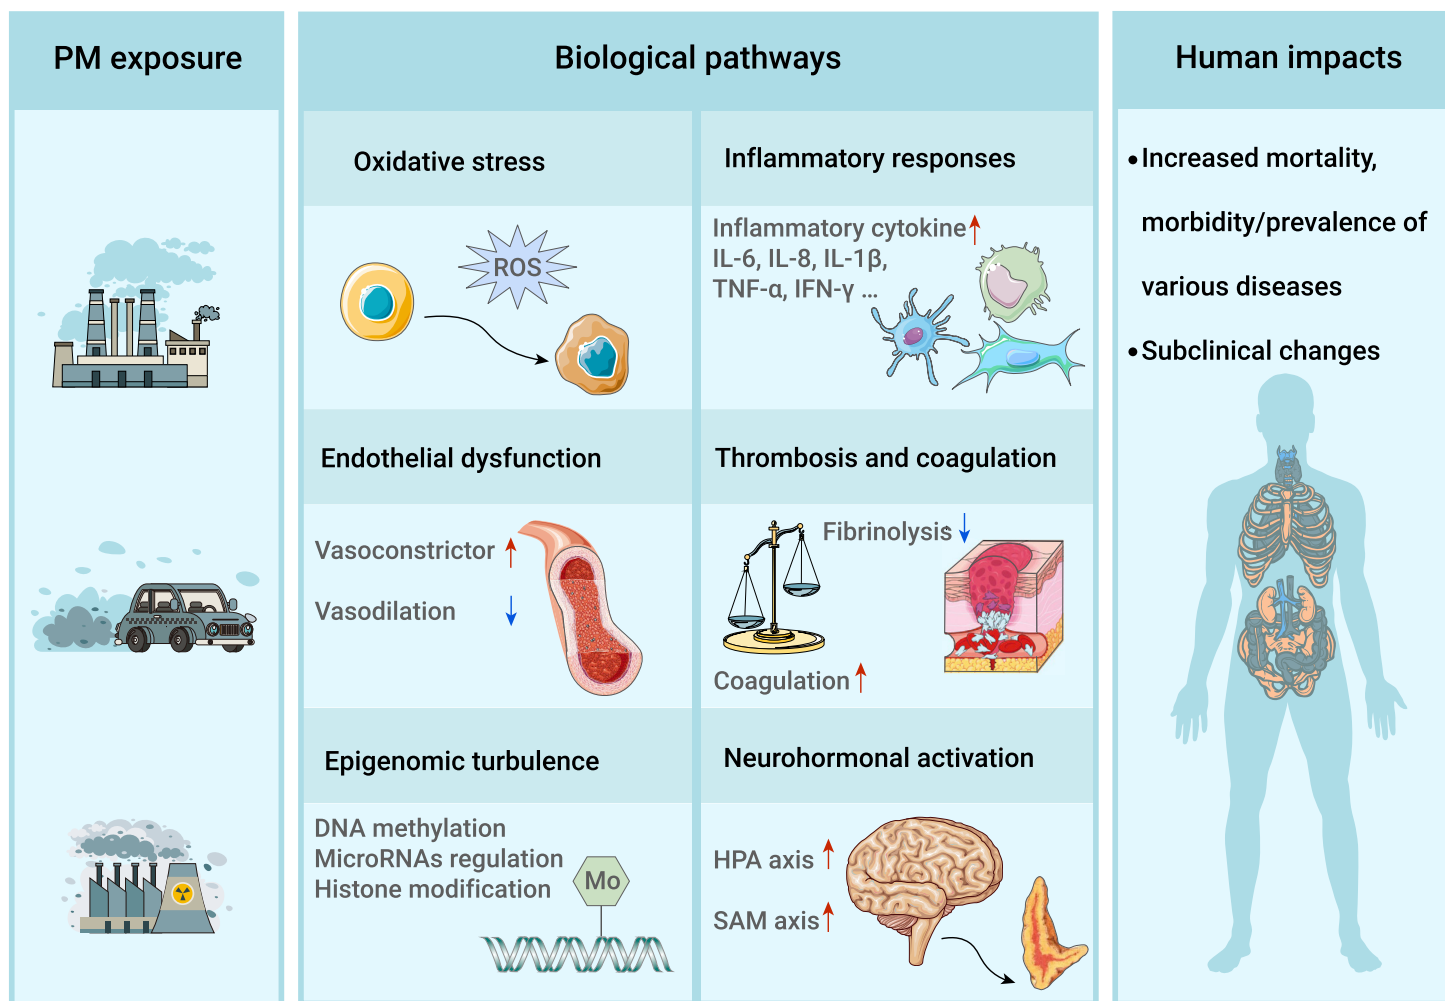 PM exposure
Biological pathways
Human impacts
Oxidative stress
ROS
Inflammatory responses
Inflammatory cytokine
IL-6, IL-8, IL-1β,
TNF-α, IFN-γ ...
Endothelial dysfunction
Vasoconstrictor
Vasodilation
Thrombosis and coagulation
Fibrinolysis
Coagulation
Epigenomic turbulence
DNA methylation
MicroRNAs regulation
Histone modification
Mo
Neurohormonal activation
HPA axis
SAM axis
•Increased mortality,
morbidity/prevalence of
various diseases
•Subclinical changes